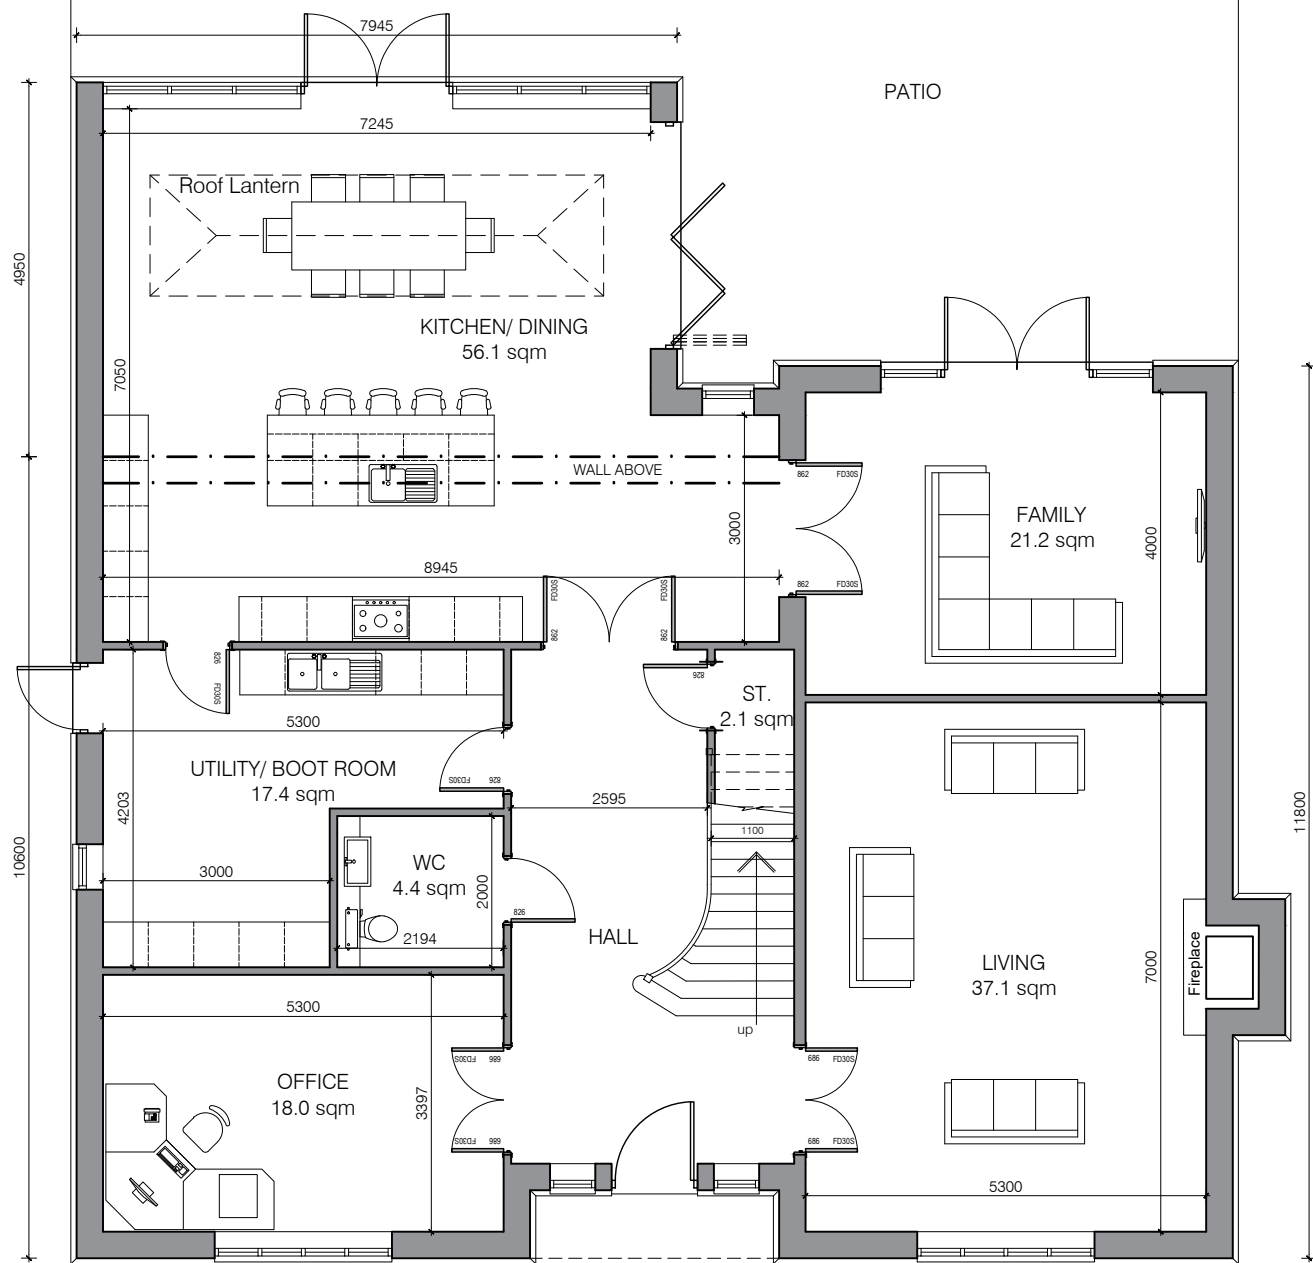 7945
PATIO
7245
Roof Lantern
4950
KITCHEN/ DINING
56.1 sqm
7050
WALL ABOVE
862 FD30S
3000
FAMILY
21.2 sqm
4000
8945
862 FD30S
FD30S 862
FD30S 862
826 FD30S
826
ST.
2.1 sqm
5300
UTILITY/ BOOT ROOM
17.4 sqm
FD30S 826
4203
2595
1100
11800
10600
3000
WC
4.4 sqm
2000
826
2194
HALL
LIVING
37.1 sqm
7000
Fireplace
5300
up
FD30S 686
686 FD30S
OFFICE
18.0 sqm
3397
FD30S 686
686 FD30S
5300